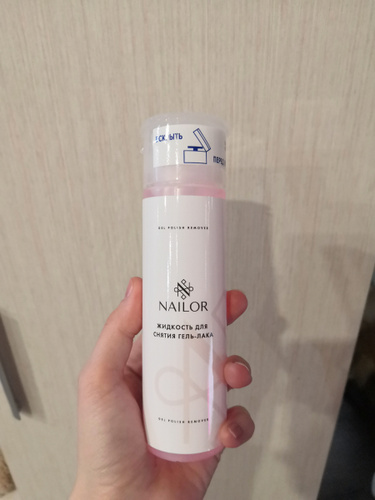 GEL POLISH REMOVER
NAILOR
ЖИДКОСТЬ ДЛЯ
СНЯТИЯ ГЕЛЬ-ЛАКА
GEL POLISH REMOVER